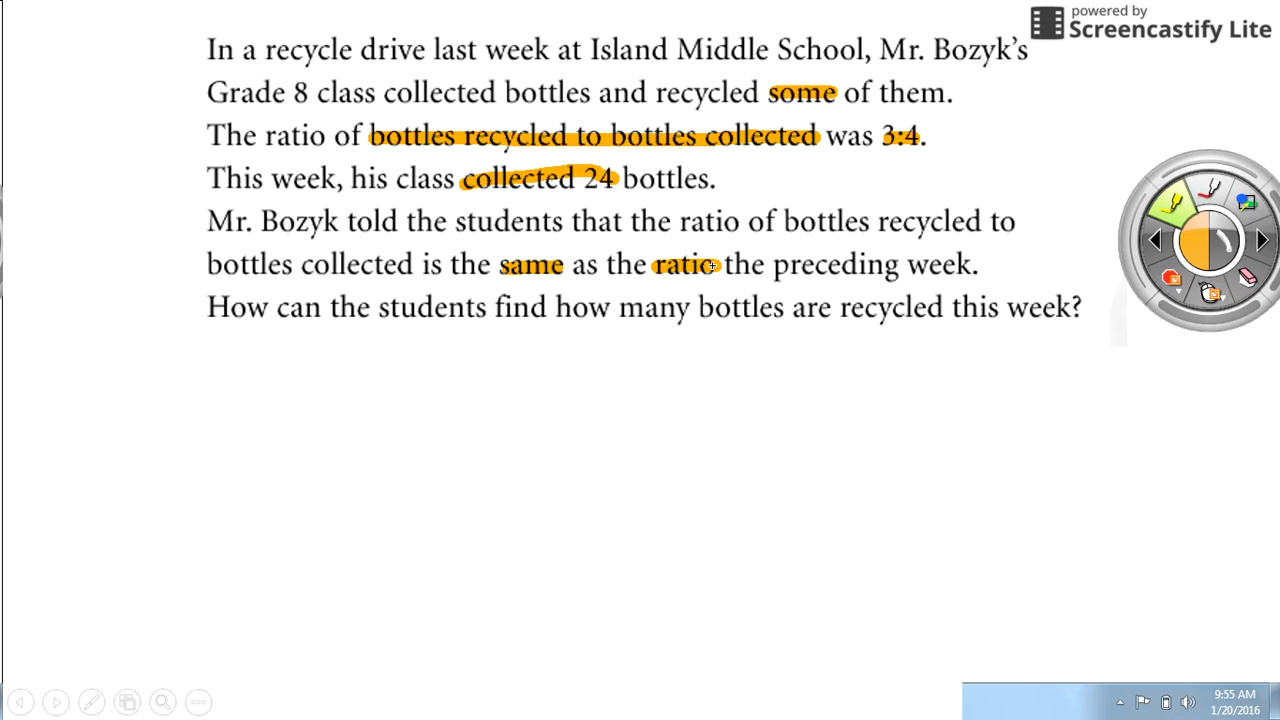 powered by
Screencastify Lite
In a recycle drive last week at Island Middle School, Mr. Bozyk’s
Grade 8 class collected bottles and recycled some of them.
The ratio of bottles recycled to bottles collected was 3:4.
This week, his class collected 24 bottles.
Mr. Bozyk told the students that the ratio of bottles recycled to
bottles collected is the same as the ratio the preceding week.
How can the students find how many bottles are recycled this week?
9:55 AM
1/20/2016